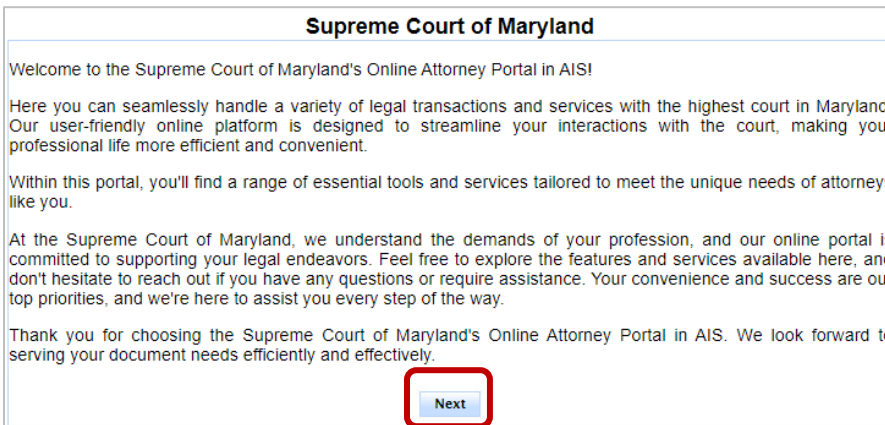 Supreme Court of Maryland
Welcome to the Supreme Court of Maryland's Online Attorney Portal in AIS!
Here you can seamlessly handle a variety of legal transactions and services with the highest court in Maryland
Our user-friendly online platform is designed to streamline your interactions with the court, making you
professional life more efficient and convenient.
Within this portal, you'll find a range of essential tools and services tailored to meet the unique needs of attorneys
like you.
At the Supreme Court of Maryland, we understand the demands of your profession, and our online portal is
committed to supporting your legal endeavors. Feel free to explore the features and services available here, and
don't hesitate to reach out if you have any questions or require assistance. Your convenience and success are ou
top priorities, and we're here to assist you every step of the way.
Thank you for choosing the Supreme Court of Maryland's Online Attorney Portal in AIS. We look forward to
serving your document needs efficiently and effectively.
Next